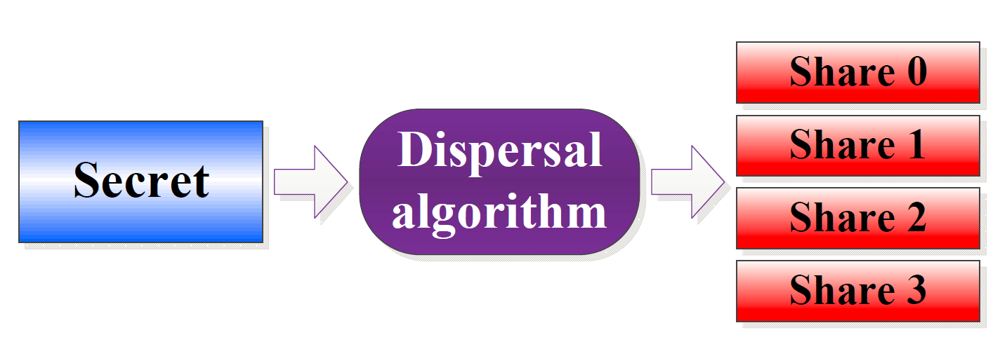 Secret
Dispersal
algorithm
Share 0
Share 1
Share 2
Share 3